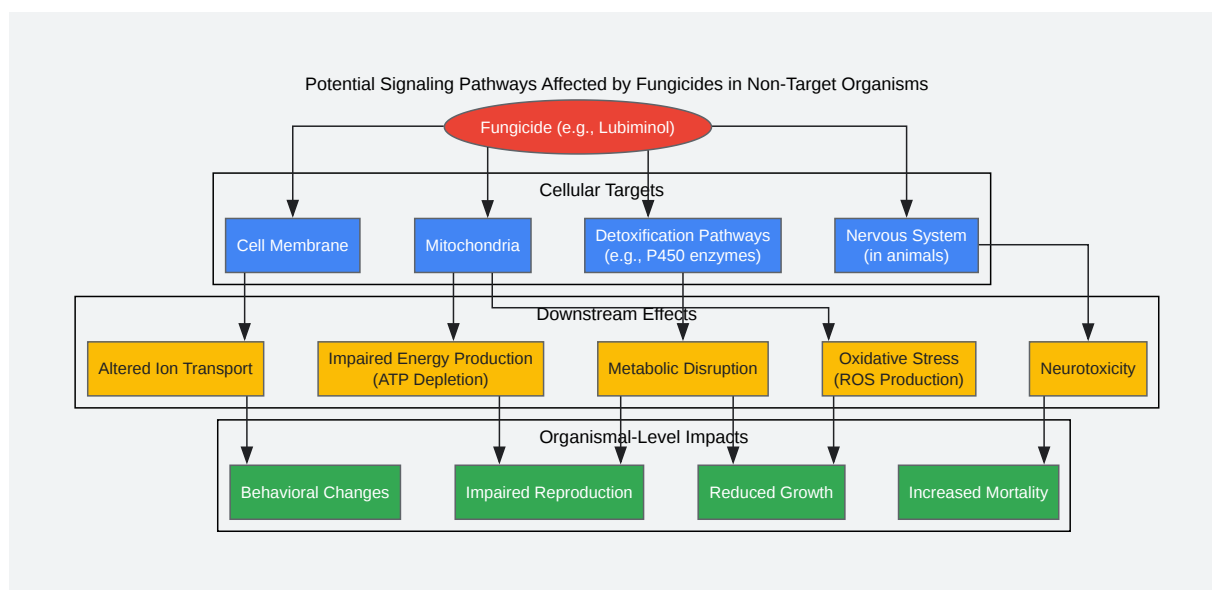 Potential Signaling Pathways Affected by Fungicides in Non-Target Organisms
Fungicide (e.g., Lubiminol)
Cellular Targets
Cell Membrane
Mitochondria
Detoxification Pathways
(e.g., P450 enzymes)
Nervous System
(in animals)
Downstream Effects
Altered Ion Transport
Impaired Energy Production
(ATP Depletion)
Metabolic Disruption
Oxidative Stress
(ROS Production)
Neurotoxicity
Organismal-Level Impacts
Behavioral Changes
Impaired Reproduction
Reduced Growth
Increased Mortality